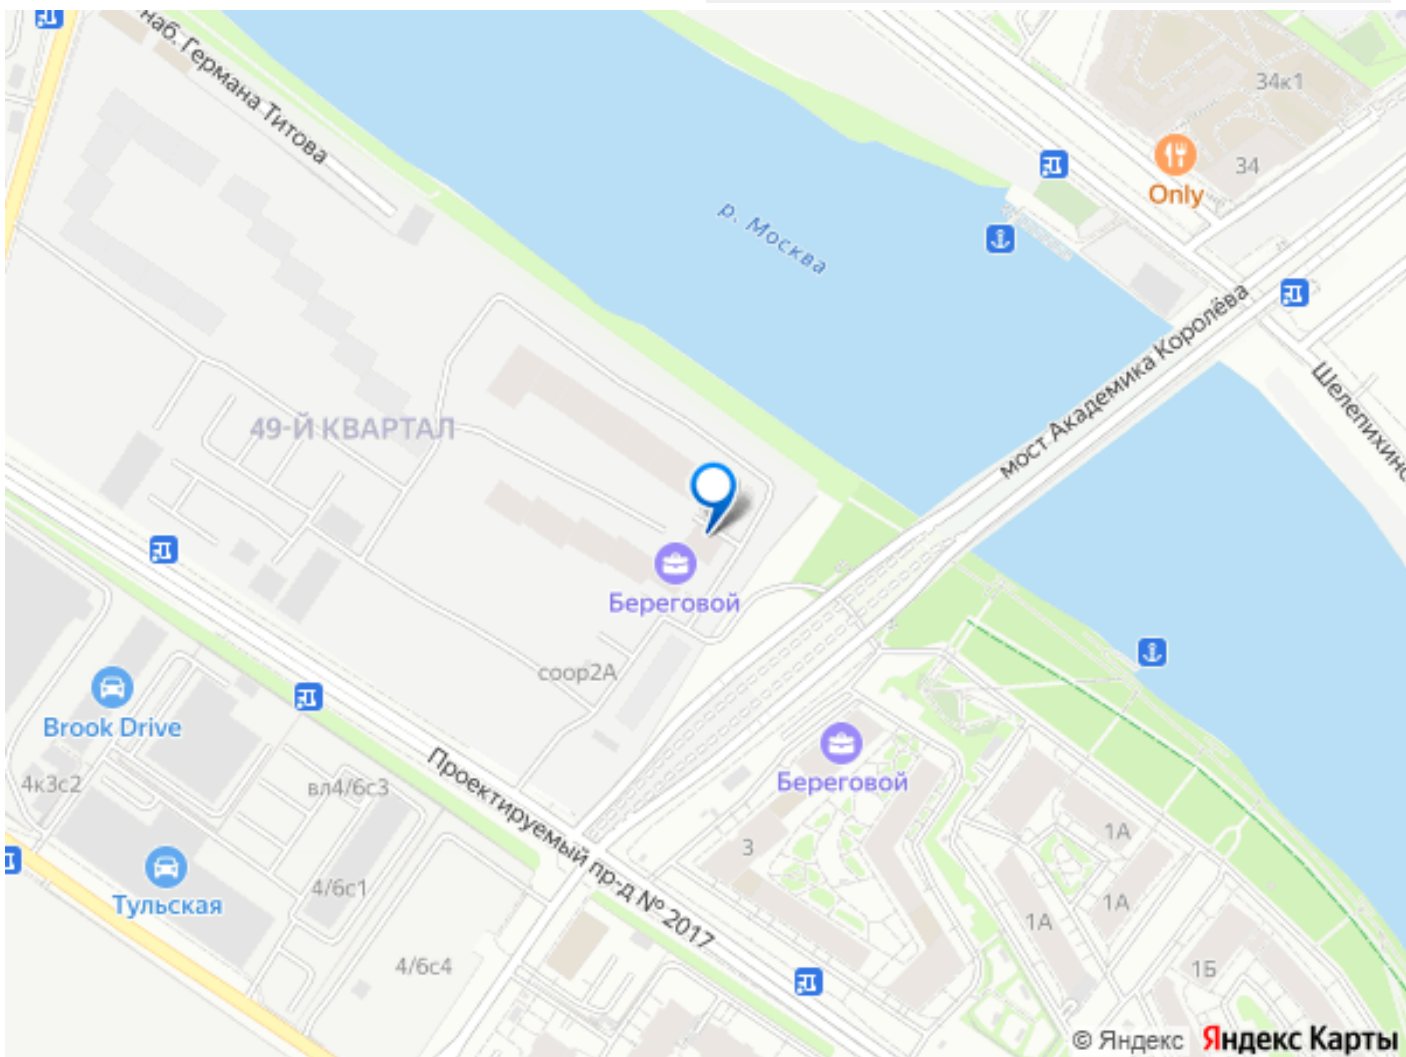 наб. Германа Титова
34к1
34
Only
р. Москва
мост Академика Королёва
49-Й КВАРТАЛ
Береговой
соор2А
Brook Drive
4к3с2
вл4/6с3
Проектируемый пр-д № 2017
Береговой
1А
3
4/6с1
Тульская
1А
1А
4/6с4
1Б
© Яндекс Яндекс Карты